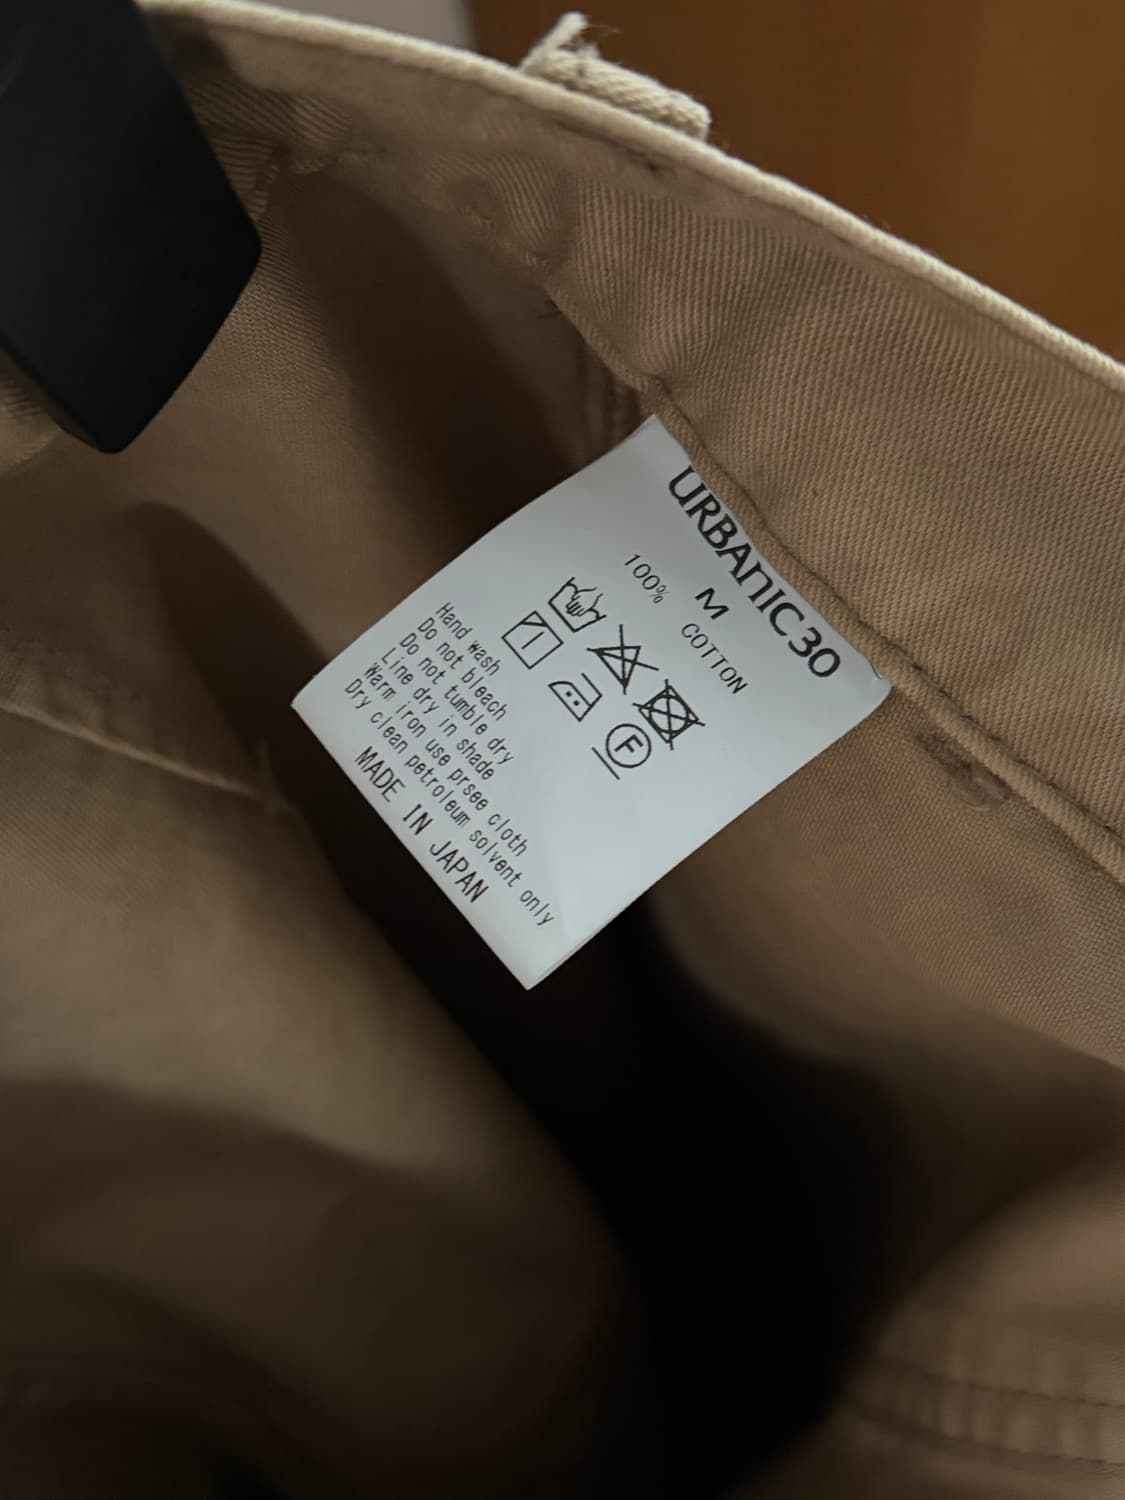 URBANIC30
M
100% COTTON
F
Hand wash
Do not bleach
Do not tumble dry
Line dry in shade
Warm iron use prsee cloth
Dry clean petroleum solvent only
MADE IN JAPAN